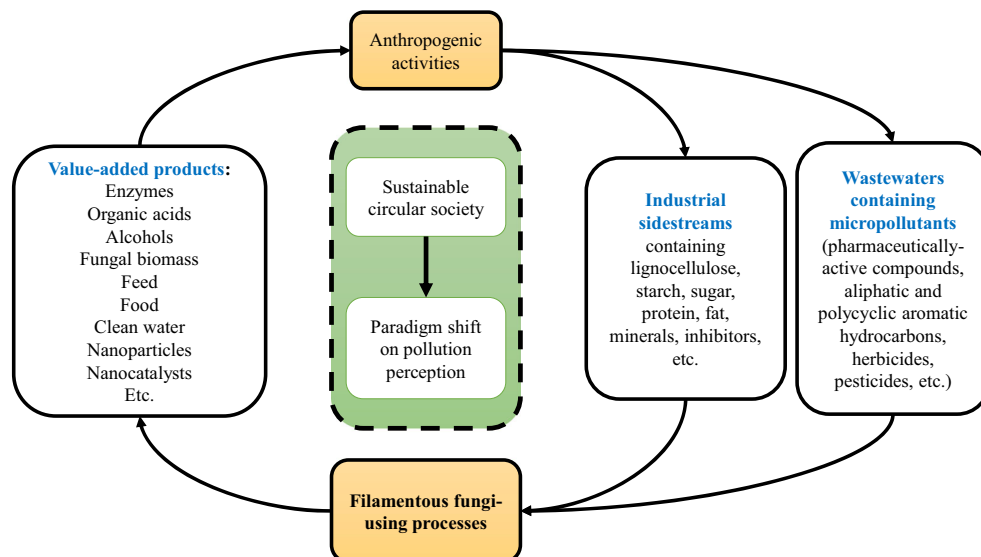 Anthropogenic
activities
Value-added products:
Enzymes
Organic acids
Alcohols
Fungal biomass
Feed
Food
Clean water
Nanoparticles
Nanocatalysts
Etc.
Sustainable
circular society
Paradigm shift
on pollution
perception
Industrial
sidestreams
containing
lignocellulose,
starch, sugar,
protein, fat,
minerals, inhibitors,
etc.
Wastewaters
containing
micropollutants
(pharmaceutically-
active compounds,
aliphatic and
polycyclic aromatic
hydrocarbons,
herbicides,
pesticides, etc.)
Filamentous fungi-
using processes